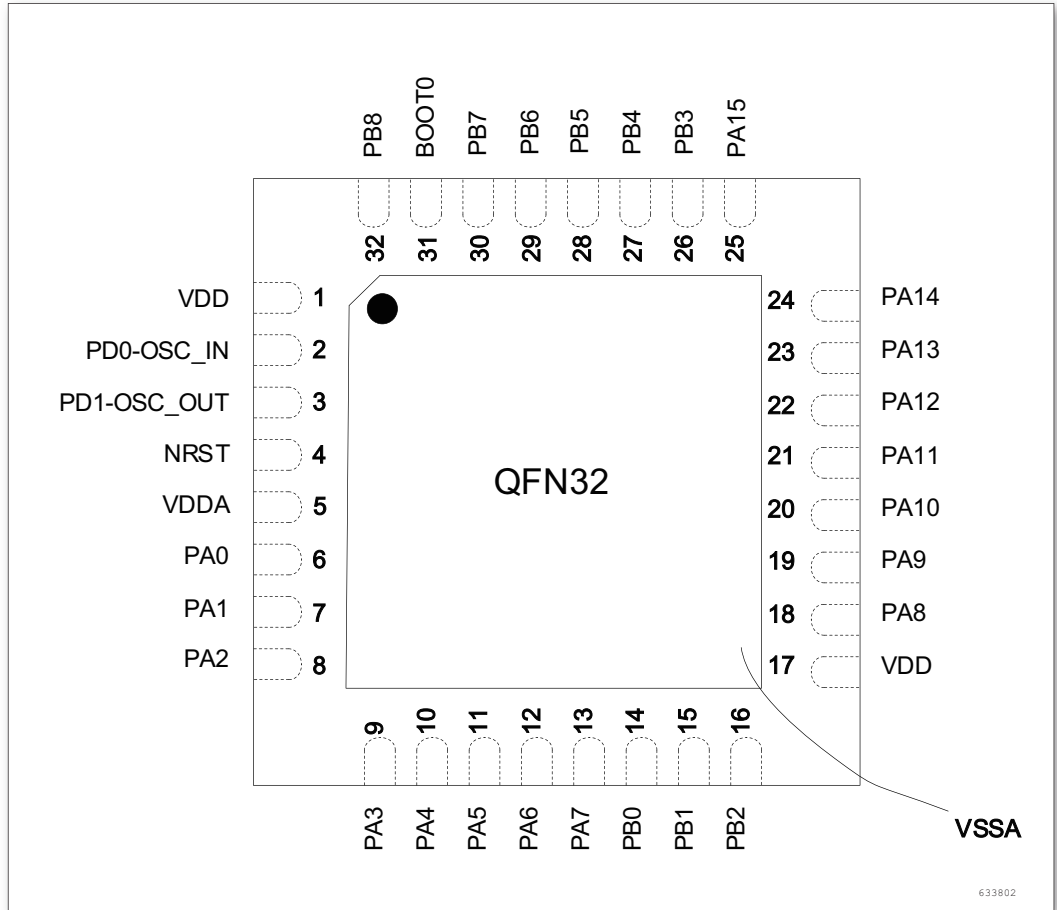 PB8
BOOT0
PB7
PB6
PB5
PB4
PB3
PA15
32
31
30
29
28
27
26
25
VDD 1
PD0-OSC_IN 2
PD1-OSC_OUT 3
NRST 4
VDDA 5
PA0 6
PA1 7
PA2 8
QFN32
24 PA14
23 PA13
22 PA12
21 PA11
20 PA10
19 PA9
18 PA8
17 VDD
9
10
11
12
13
14
15
16
PA3
PA4
PA5
PA6
PA7
PB0
PB1
PB2
VSSA
633802